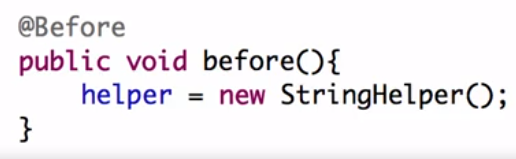 @Before
public void before(){
    helper = new StringHelper();
}